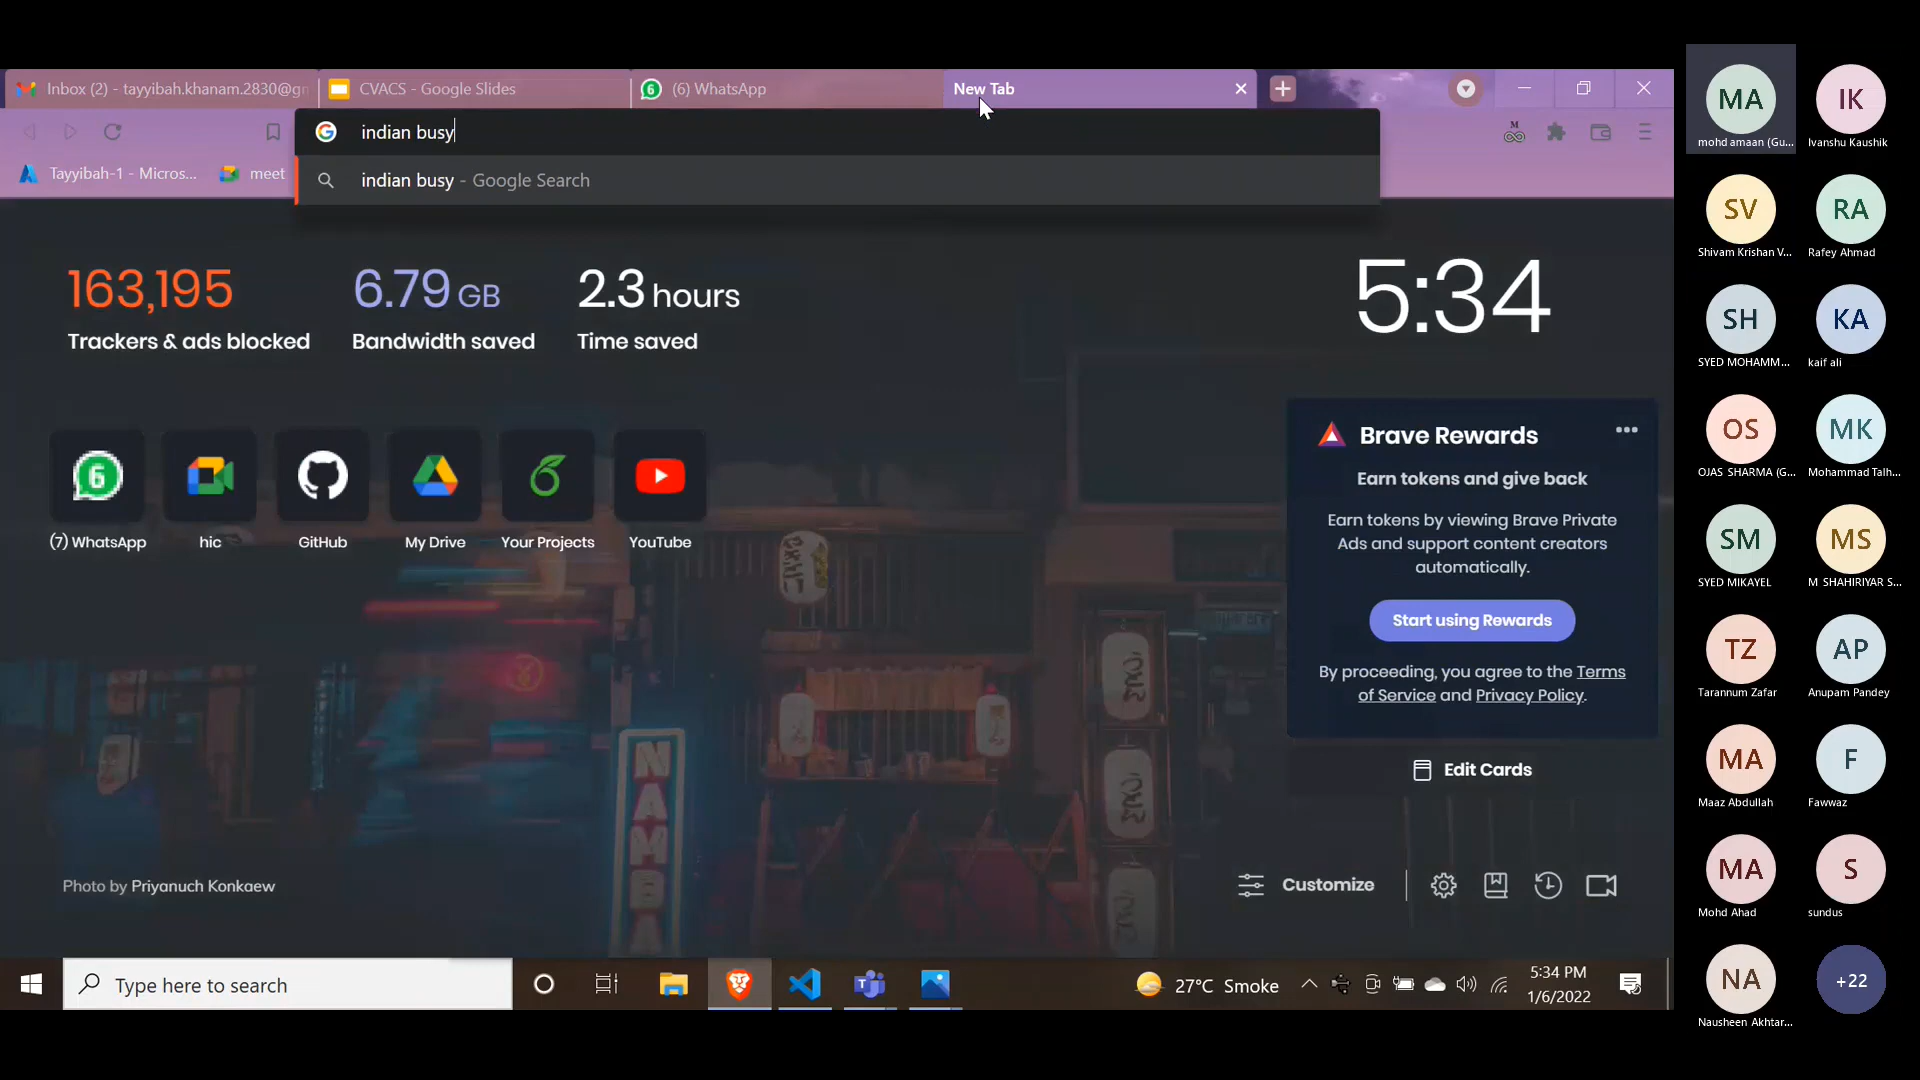 Inbox (2) - tayyibah.khanam.2830@gm
CVACS - Google Slides
(6) WhatsApp
New Tab
indian busy
indian busy - Google Search
Tayyibah-1 - Micros...
meet
163,195
Trackers & ads blocked
6.79 GB
Bandwidth saved
2.3 hours
Time saved
5:34
(7) WhatsApp
hic
GitHub
My Drive
Your Projects
YouTube
Brave Rewards
Earn tokens and give back
Earn tokens by viewing Brave Private
Ads and support content creators
automatically.
Start using Rewards
By proceeding, you agree to the Terms
of Service and Privacy Policy.
Edit Cards
NAMBA
Photo by Priyanuch Konkaew
Customize
Type here to search
27°C Smoke
5:34 PM
1/6/2022
MA
mohd amaan (Gu...
IK
Ivanshu Kaushik
SV
Shivam Krishan V...
RA
Rafey Ahmad
SH
SYED MOHAMM...
KA
kaif ali
OS
OJAS SHARMA (G...
MK
Mohammad Talh...
SM
SYED MIKAYEL
MS
M SHAHIRIYAR S...
TZ
Tarannum Zafar
AP
Anupam Pandey
MA
Maaz Abdullah
F
Fawwaz
MA
Mohd Ahad
S
sundus
NA
Nausheen Akhtar...
+22